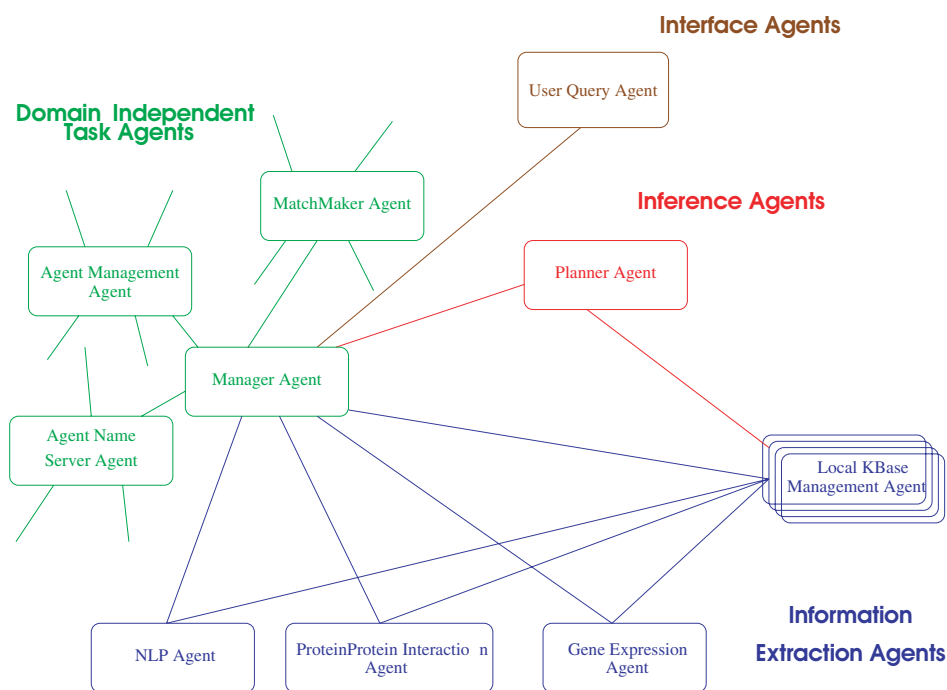 Interface Agents
User Query Agent
Domain Independent
Task Agents
MatchMaker Agent
Inference Agents
Agent Management
Agent
Planner Agent
Manager Agent
Agent Name
Server Agent
Local KBase
Management Agent
Information
Extraction Agents
NLP Agent
ProteinProtein Interactio n
Agent
Gene Expression
Agent